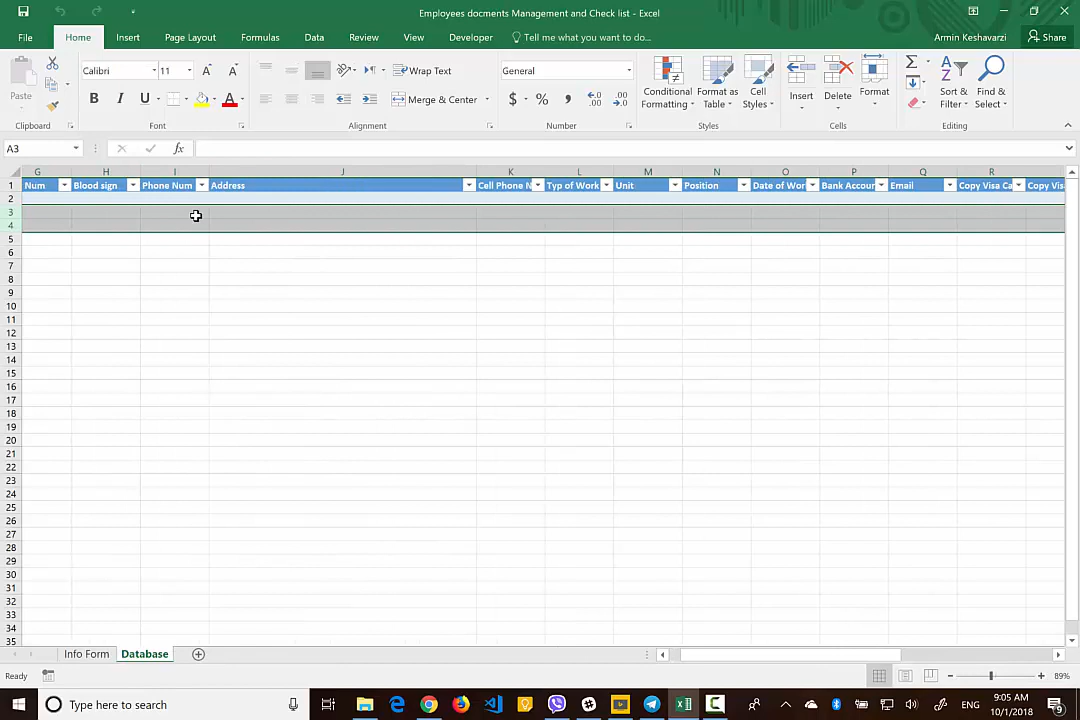 Employees docments Management and Check list - Excel
File Home Insert Page Layout Formulas Data Review View Developer Tell me what you want to do... Armin Keshavarzi Share
Paste
Clipboard
Calibri 11
A A
B I U A
Font
Wrap Text
Merge & Center
Alignment
General
$ % , .00 .0
Number
Conditional Formatting
Format as Table
Cell Styles
Styles
Insert Delete Format
Cells
Sort & Filter
Find & Select
Editing
A3 fx
G H I J K L M N O P Q R
1 Num Blood sign Phone Num Address Cell Phone N Typ of Work Unit Position Date of Wor Bank Accour Email Copy Visa Ca Copy Vis
2
3
4
5
6
7
8
9
10
11
12
13
14
15
16
17
18
19
20
21
22
23
24
25
26
27
28
29
30
31
32
33
34
35
Info Form Database
Ready 89%
Type here to search
ENG
9:05 AM
10/1/2018
9